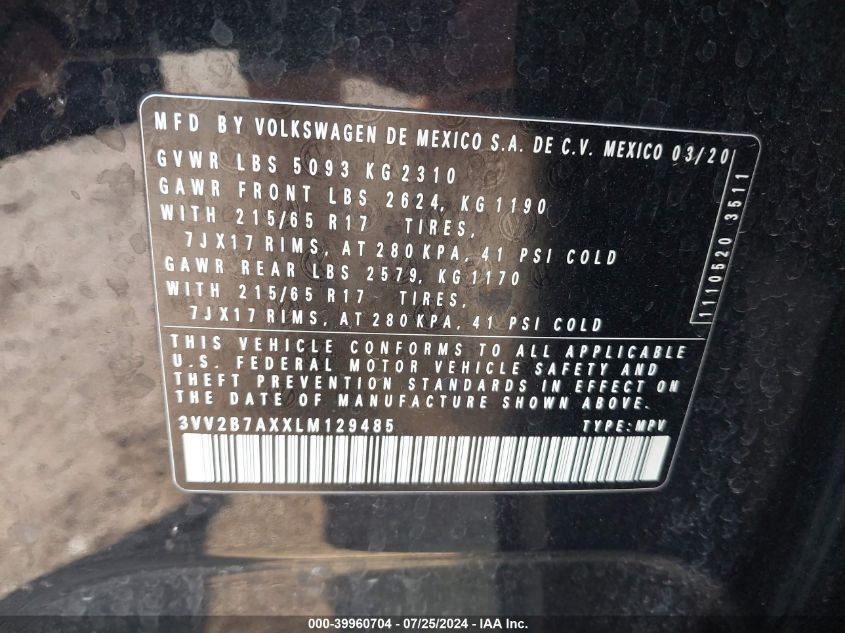 MFD BY VOLKSWAGEN DE MEXICO S.A. DE C.V. MEXICO 03/20
GVWR LBS 5093 KG 2310
GAWR FRONT LBS 2624, KG 1190
WITH 215/65 R17 TIRES,
7JX17 RIMS, AT 280 KPA, 41 PSI COLD
GAWR REAR LBS 2579, KG 1170
WITH 215/65 R17 TIRES,
7JX17 RIMS, AT 280 KPA, 41 PSI COLD
1110520 3511
THIS VEHICLE CONFORMS TO ALL APPLICABLE
U.S. FEDERAL MOTOR VEHICLE SAFETY AND
THEFT PREVENTION STANDARDS IN EFFECT ON
THE DATE OF MANUFACTURE SHOWN ABOVE.
3VV2B7AXXLM129485 TYPE:MPV
000-39960704 / 07/25/2024 - IAA Inc.